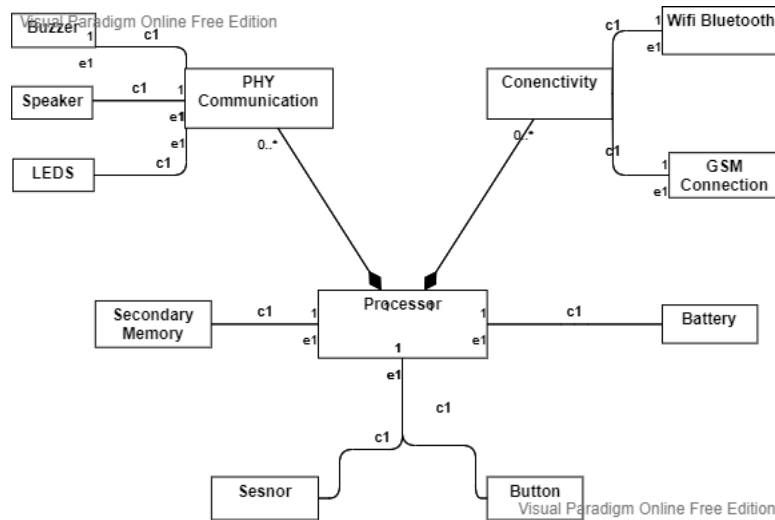 Visual Paradigm Online Free Edition
Buzzer
1
c1
e1
PHY
Communication
Speaker
c1
1
e1
e1
LEDS
c1
0..*
Conenctivity
c1
1
Wifi Bluetooth
e1
0..*
c1
1
e1
GSM
Connection
Processor
1
1
Secondary
Memory
c1
1
e1
1
e1
c1
Battery
1
e1
c1
c1
Sesnor
Button
Visual Paradigm Online Free Edition